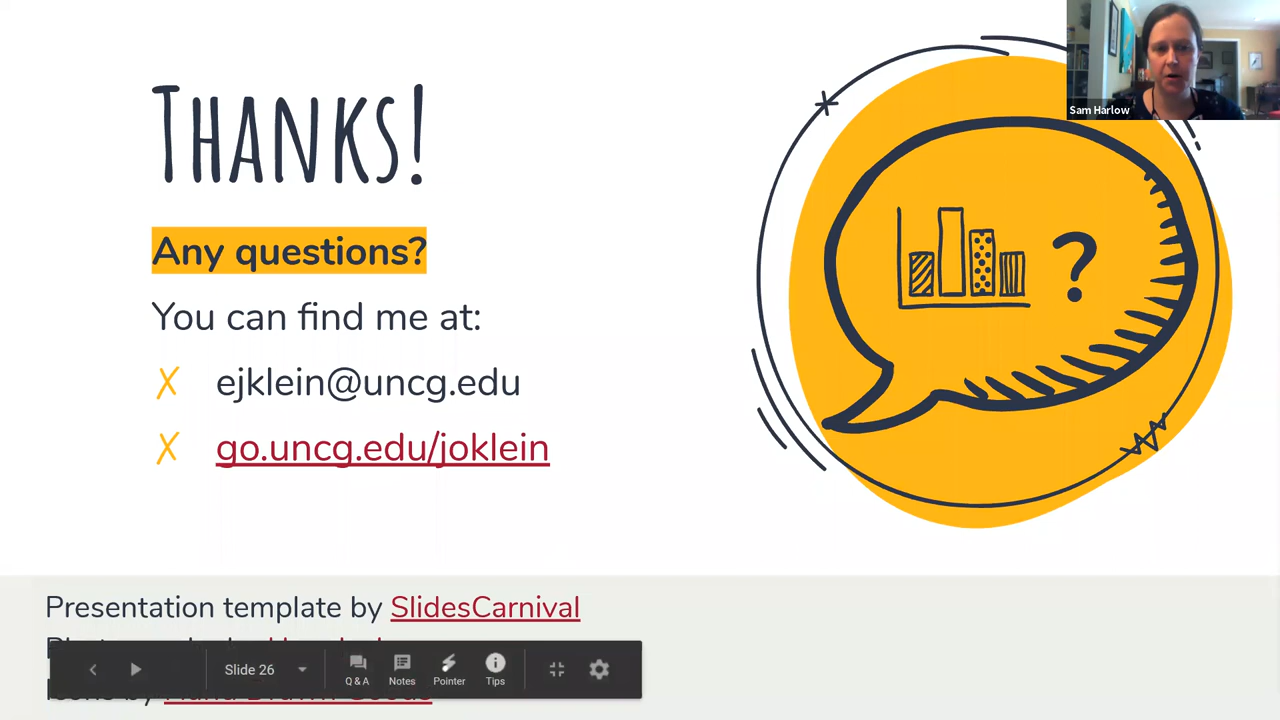 THANKS!
Any questions?
You can find me at:
✗ ejklein@uncg.edu
✗ go.uncg.edu/joklein
?
Sam Harlow
Presentation template by SlidesCarnival
Slide 26
Q & A
Notes
Pointer
Tips